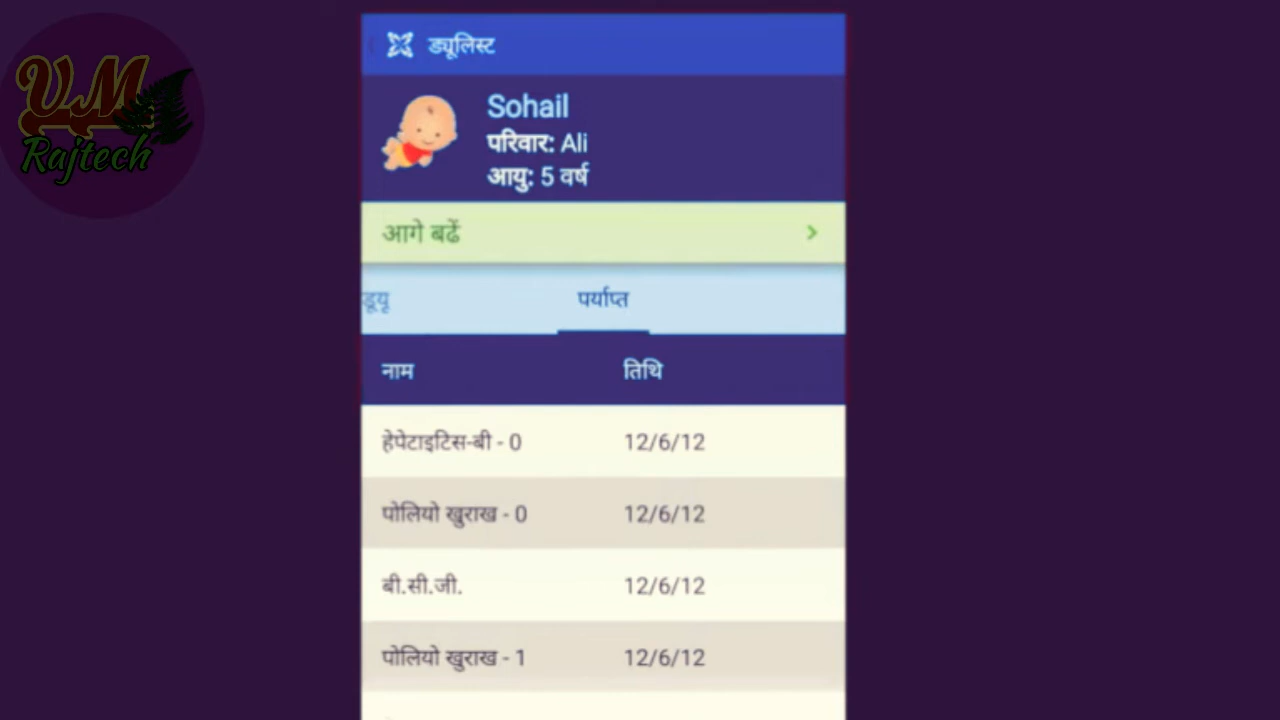 VM
Rajtech
ड्यूलिस्ट
Sohail
परिवार: Ali
आयु: 5 वर्ष
आगे बढें
ड्यू पर्याप्त
नाम तिथि
हेपेटाइटिस-बी - 0 12/6/12
पोलियो खुराख - 0 12/6/12
बी.सी.जी. 12/6/12
पोलियो खुराख - 1 12/6/12